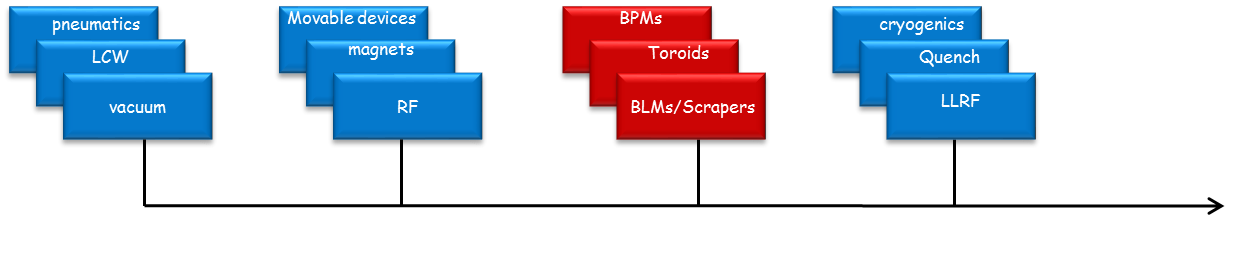 pneumatics
LCW
vacuum
Movable devices
magnets
RF
BPMs
Toroids
BLMs/Scrapers
cryogenics
Quench
LLRF